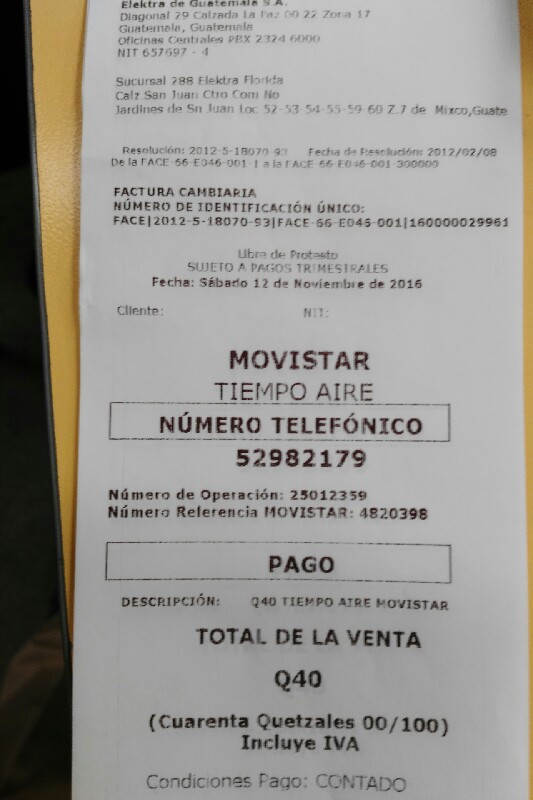 Elektra de Guatemala S.A.
Diagonal 29 Calzada La Paz 00 22 Zona 17
Guatemala, Guatemala
Oficinas Centrales PBX 2324 6000
NIT 657697 - 4
Sucursal 288 Elektra Florida
Calz San Juan Ctro Com No
Jardines de Sn Juan Loc 52-53-54-55-59-60 Z.7 de Mixco,Guate
Resolución: 2012-5-18070-93 Fecha de Resolución: 2012/02/08
De la FACE-66-E046-001-1 a la FACE-66-E046-001-300000
FACTURA CAMBIARIA
NÚMERO DE IDENTIFICACIÓN ÚNICO:
FACE|2012-5-18070-93|FACE-66-E046-001|160000029961
Libre de Protesto
SUJETO A PAGOS TRIMESTRALES
Fecha: Sábado 12 de Noviembre de 2016
Cliente: NIT:
MOVISTAR
TIEMPO AIRE
NÚMERO TELEFÓNICO
52982179
Número de Operación: 25012359
Número Referencia MOVISTAR: 4820398
PAGO
DESCRIPCIÓN: Q40 TIEMPO AIRE MOVISTAR
TOTAL DE LA VENTA
Q40
(Cuarenta Quetzales 00/100)
Incluye IVA
Condiciones Pago: CONTADO